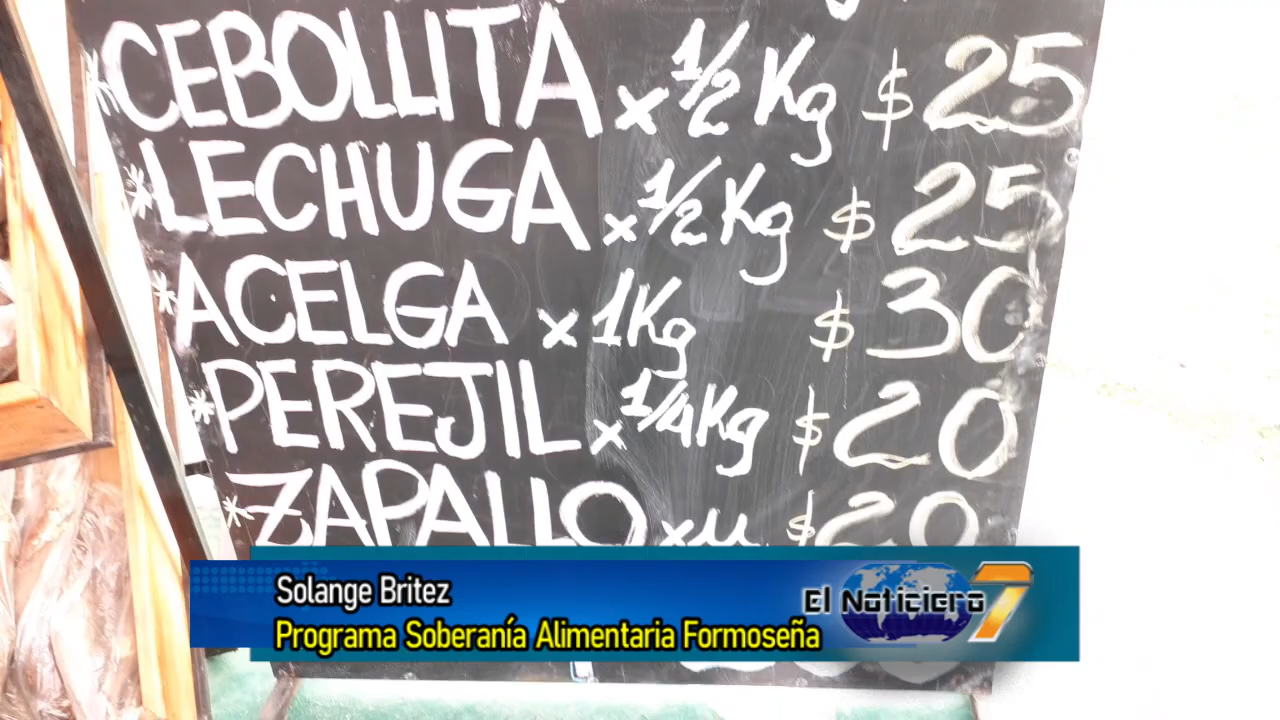 *CEBOLLITA x 1/2 Kg $ 25
*LECHUGA x 1/2 Kg $ 25
*ACELGA x 1Kg $ 30
*PEREJIL x 1/4 Kg $ 20
*ZAPALLO x u $ 20
Solange Britez
Programa Soberanía Alimentaria Formoseña
El Noticiero 7